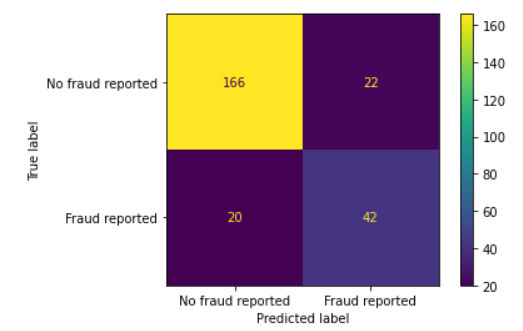 160
No fraud reported
166
22
140
120
True label
100
80
Fraud reported
20
42
60
40
20
No fraud reported
Fraud reported
Predicted label